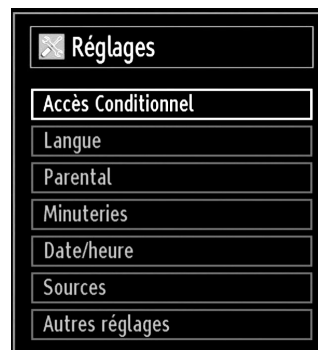 Réglages
Accès Conditionnel
Langue
Parental
Minuteries
Date/heure
Sources
Autres réglages